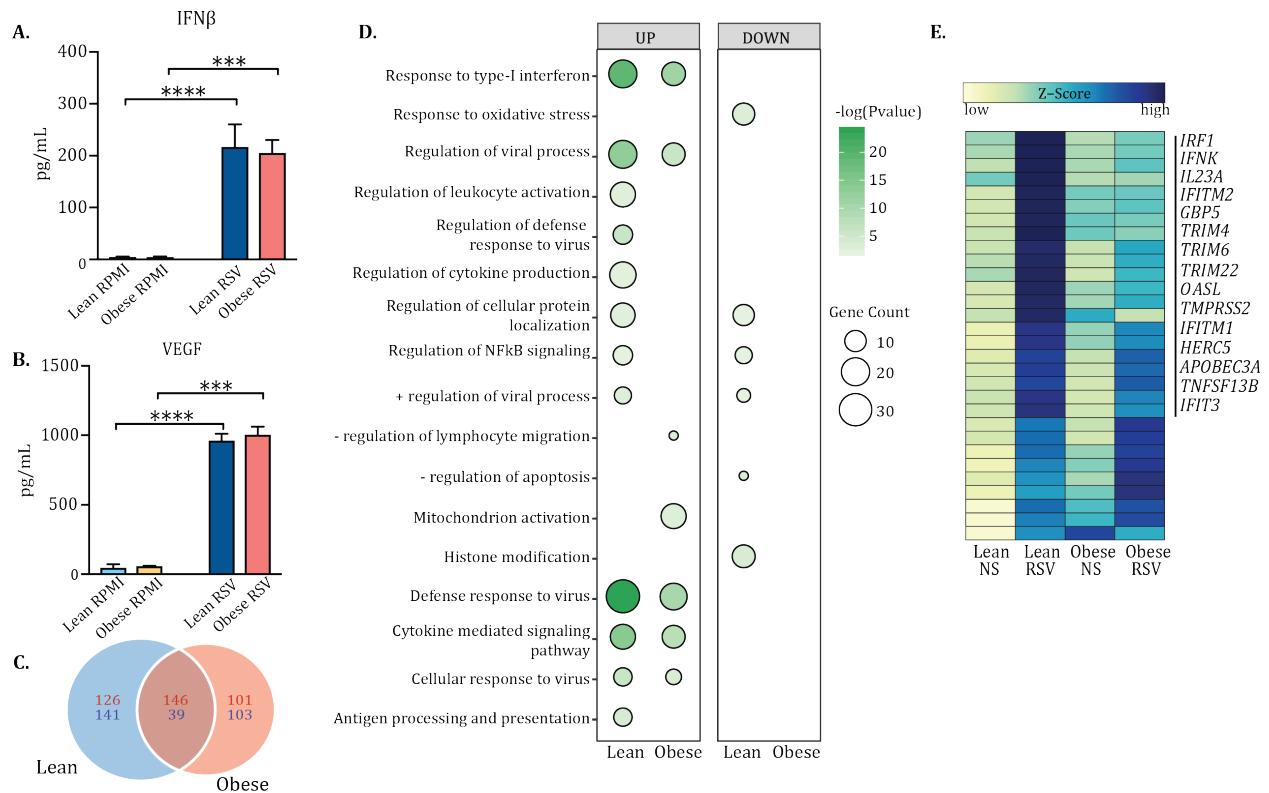 A.
IFNβ
pg/mL
400
300
200
100
0
***
****
Lean RPMI
Obese RPMI
Lean RSV
Obese RSV
B.
VEGF
pg/mL
1500
1000
500
0
***
****
Lean RPMI
Obese RPMI
Lean RSV
Obese RSV
C.
126
141
146
39
101
103
Lean
Obese
D.
UP
DOWN
Response to type-I interferon
Response to oxidative stress
Regulation of viral process
Regulation of leukocyte activation
Regulation of defense
response to virus
Regulation of cytokine production
Regulation of cellular protein
localization
Regulation of NFkB signaling
+ regulation of viral process
- regulation of lymphocyte migration
- regulation of apoptosis
Mitochondrion activation
Histone modification
Defense response to virus
Cytokine mediated signaling
pathway
Cellular response to virus
Antigen processing and presentation
Lean Obese
Lean Obese
-log(Pvalue)
20
15
10
5
Gene Count
10
20
30
E.
Z-Score
low
high
IRF1
IFNK
IL23A
IFITM2
GBP5
TRIM4
TRIM6
TRIM22
OASL
TMPRSS2
IFITM1
HERC5
APOBEC3A
TNFSF13B
IFIT3
Lean Lean Obese Obese
NS RSV NS RSV